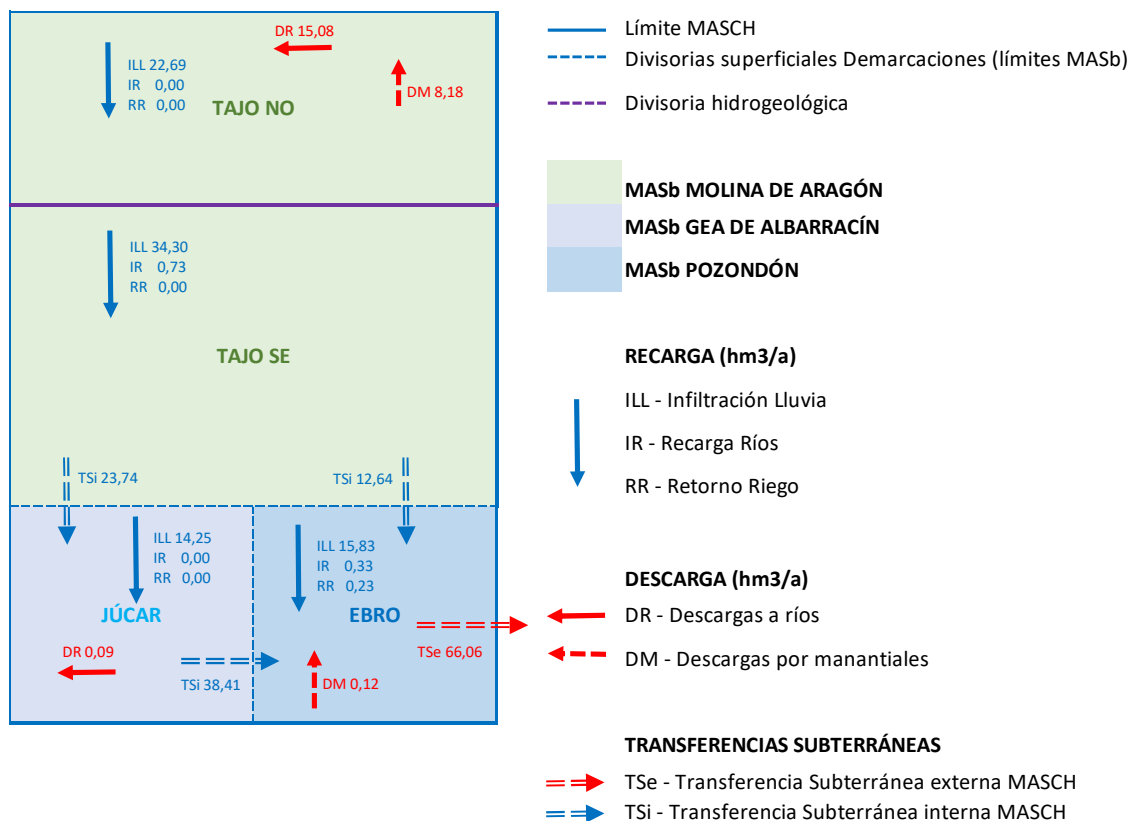 DR 15,08
ILL 22,69
IR 0,00
RR 0,00
DM 8,18
TAJO NO
ILL 34,30
IR 0,73
RR 0,00
TAJO SE
TSi 23,74
TSi 12,64
ILL 14,25
IR 0,00
RR 0,00
JÚCAR
DR 0,09
TSi 38,41
ILL 15,83
IR 0,33
RR 0,23
EBRO
TSe 66,06
DM 0,12
Límite MASCH
Divisorias superficiales Demarcaciones (límites MASb)
Divisoria hidrogeológica
MASb MOLINA DE ARAGÓN
MASb GEA DE ALBARRACÍN
MASb POZONDÓN
RECARGA (hm3/a)
ILL - Infiltración Lluvia
IR - Recarga Ríos
RR - Retorno Riego
DESCARGA (hm3/a)
DR - Descargas a ríos
DM - Descargas por manantiales
TRANSFERENCIAS SUBTERRÁNEAS
TSe - Transferencia Subterránea externa MASCH
TSi - Transferencia Subterránea interna MASCH